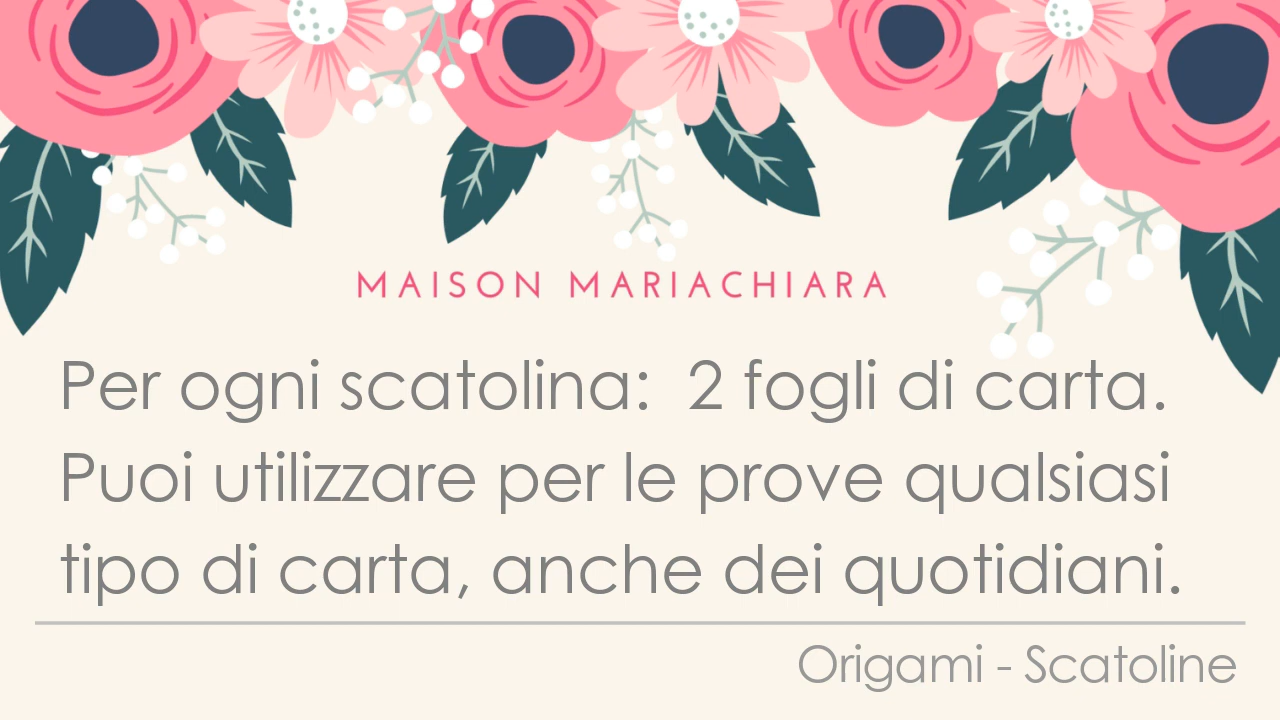 MAISON MARIACHIARA
Per ogni scatolina:  2 fogli di carta.
Puoi utilizzare per le prove qualsiasi
tipo di carta, anche dei quotidiani.
Origami - Scatoline